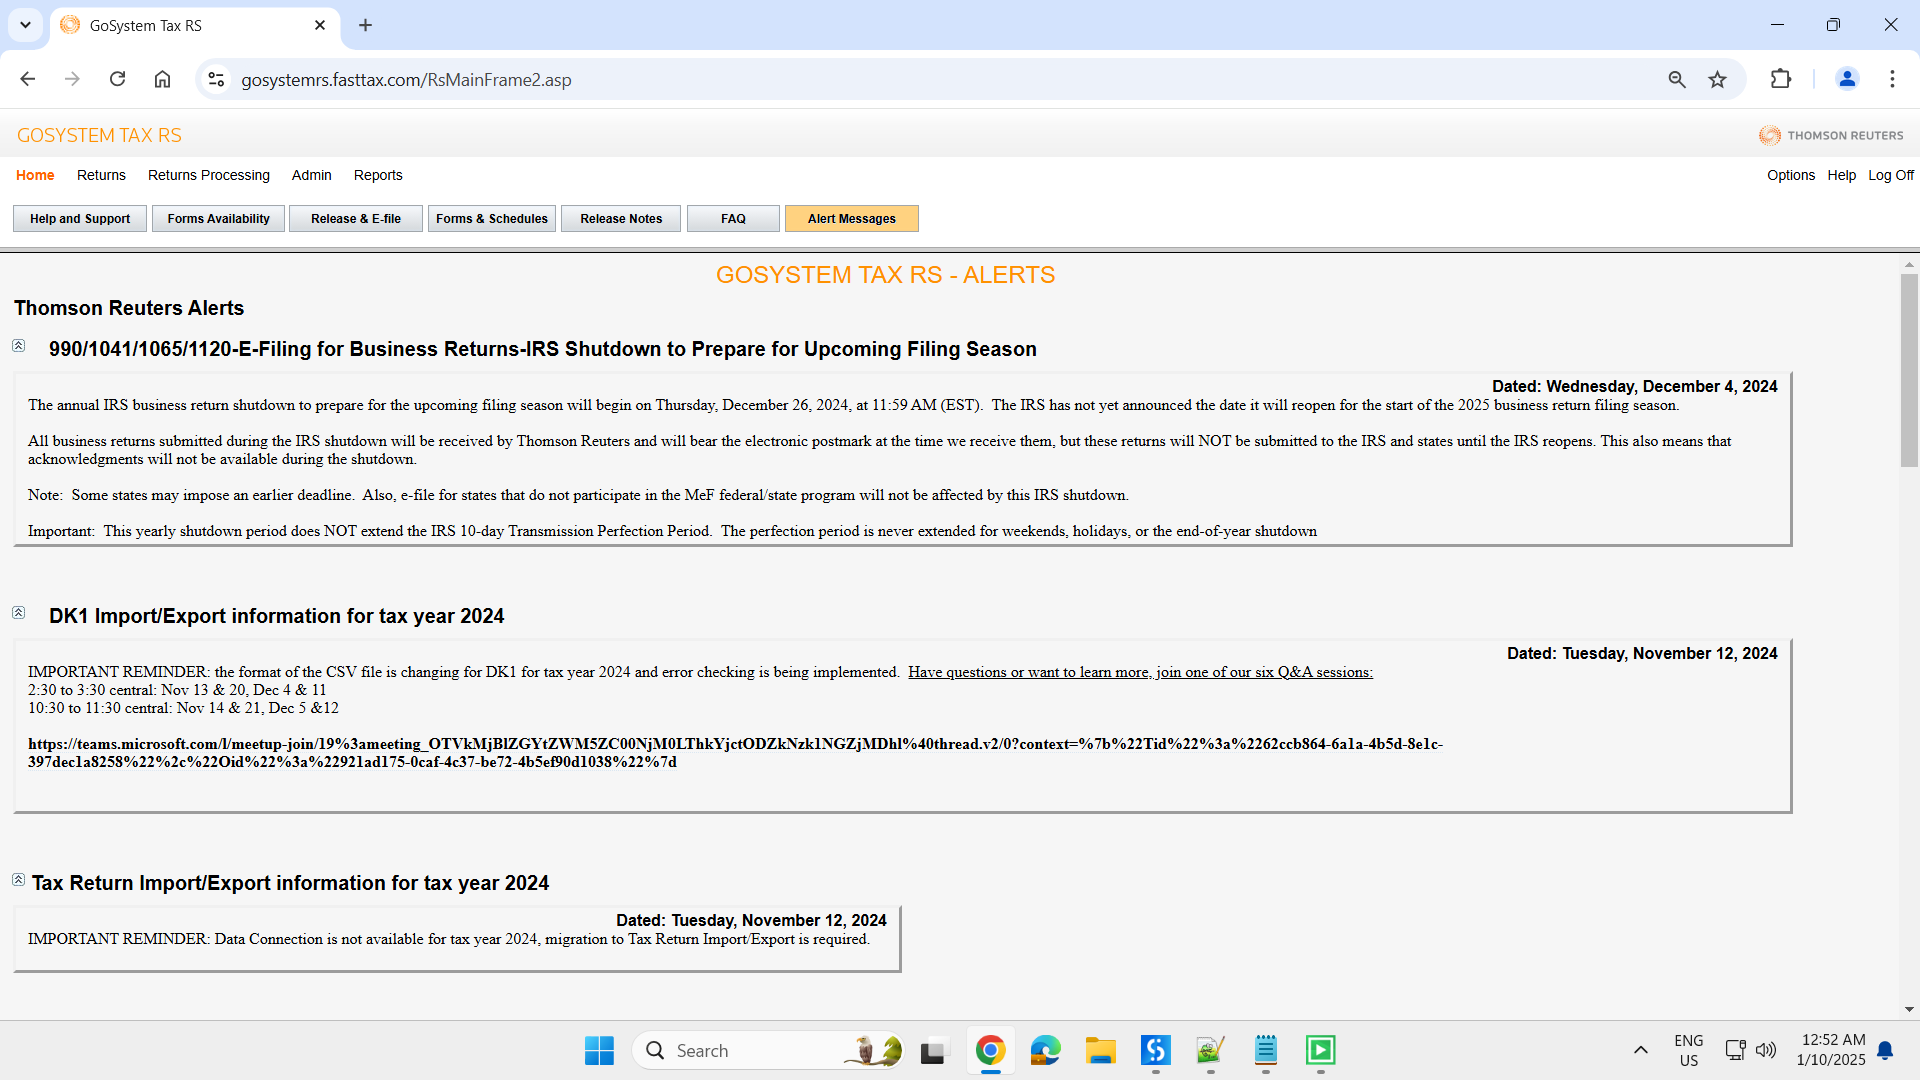 GoSystem Tax RS
gosystemrs.fasttax.com/RsMainFrame2.asp
GOSYSTEM TAX RS
THOMSON REUTERS
Home Returns Returns Processing Admin Reports
Options Help Log Off
Help and Support Forms Availability Release & E-file Forms & Schedules Release Notes FAQ Alert Messages
GOSYSTEM TAX RS - ALERTS
Thomson Reuters Alerts
990/1041/1065/1120-E-Filing for Business Returns-IRS Shutdown to Prepare for Upcoming Filing Season
Dated: Wednesday, December 4, 2024
The annual IRS business return shutdown to prepare for the upcoming filing season will begin on Thursday, December 26, 2024, at 11:59 AM (EST).  The IRS has not yet announced the date it will reopen for the start of the 2025 business return filing season.
All business returns submitted during the IRS shutdown will be received by Thomson Reuters and will bear the electronic postmark at the time we receive them, but these returns will NOT be submitted to the IRS and states until the IRS reopens. This also means that
acknowledgments will not be available during the shutdown.
Note:  Some states may impose an earlier deadline.  Also, e-file for states that do not participate in the MeF federal/state program will not be affected by this IRS shutdown.
Important:  This yearly shutdown period does NOT extend the IRS 10-day Transmission Perfection Period.  The perfection period is never extended for weekends, holidays, or the end-of-year shutdown
DK1 Import/Export information for tax year 2024
Dated: Tuesday, November 12, 2024
IMPORTANT REMINDER: the format of the CSV file is changing for DK1 for tax year 2024 and error checking is being implemented.  Have questions or want to learn more, join one of our six Q&A sessions:
2:30 to 3:30 central: Nov 13 & 20, Dec 4 & 11
10:30 to 11:30 central: Nov 14 & 21, Dec 5 &12
https://teams.microsoft.com/l/meetup-join/19%3ameeting_OTVkMjBlZGYtZWM5ZC00NjM0LThkYjctODZkNzk1NGZjMDhl%40thread.v2/0?context=%7b%22Tid%22%3a%2262ccb864-6a1a-4b5d-8e1c-
397dec1a8258%22%2c%22Oid%22%3a%22921ad175-0caf-4c37-be72-4b5ef90d1038%22%7d
Tax Return Import/Export information for tax year 2024
Dated: Tuesday, November 12, 2024
IMPORTANT REMINDER: Data Connection is not available for tax year 2024, migration to Tax Return Import/Export is required.
Search
ENG
US
12:52 AM
1/10/2025